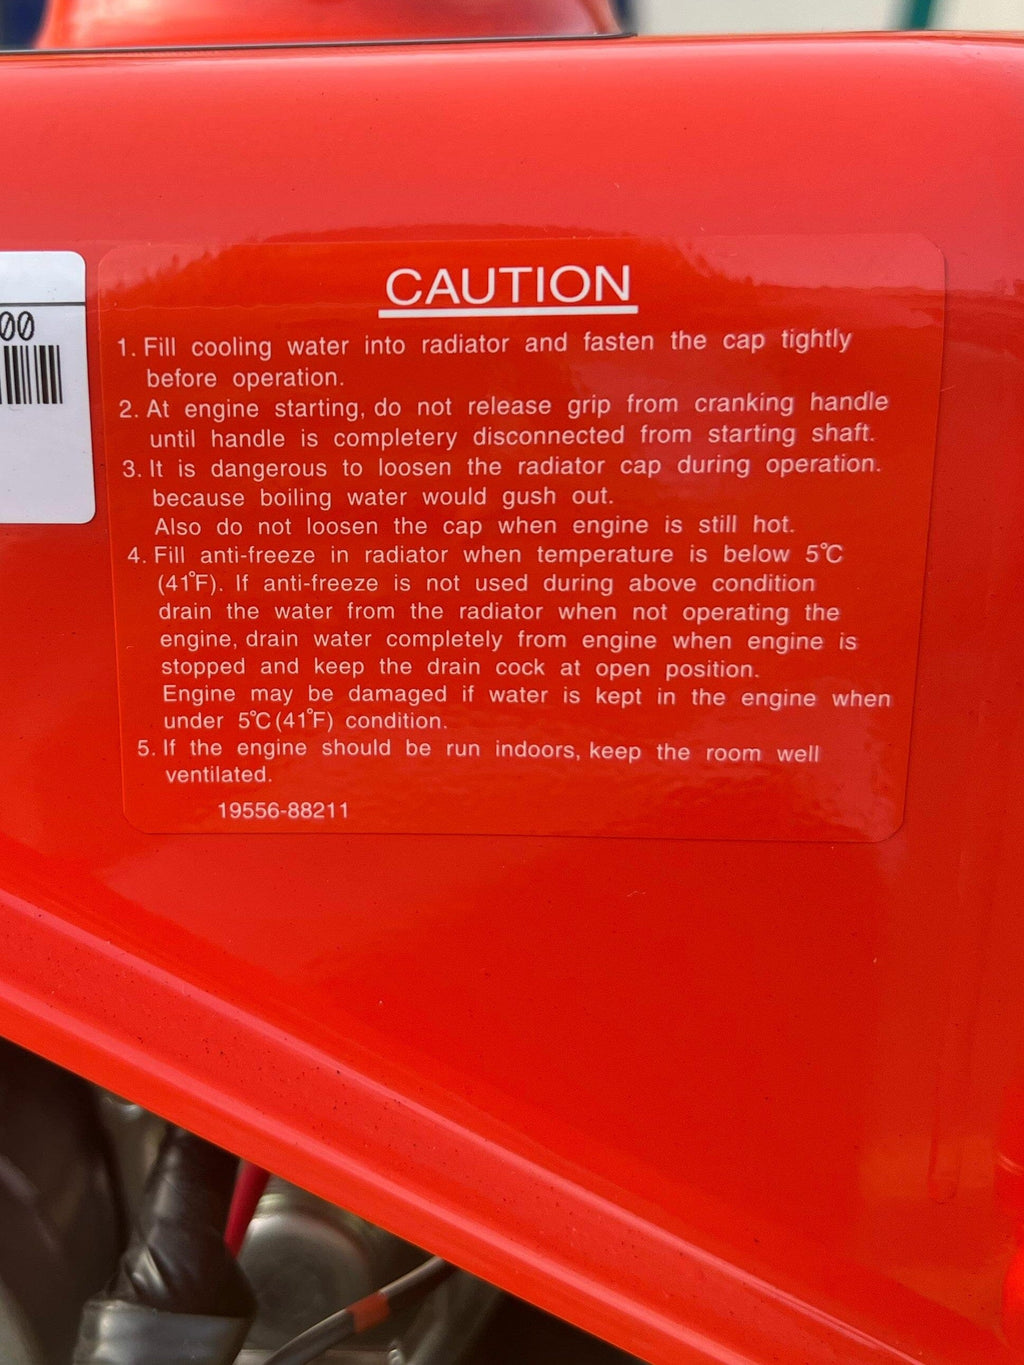 CAUTION
00
1. Fill cooling water into radiator and fasten the cap tightly
before operation.
2. At engine starting, do not release grip from cranking handle
until handle is completery disconnected from starting shaft.
3. It is dangerous to loosen the radiator cap during operation.
because boiling water would gush out.
Also do not loosen the cap when engine is still hot.
4. Fill anti-freeze in radiator when temperature is below 5°C
(41°F). If anti-freeze is not used during above condition
drain the water from the radiator when not operating the
engine, drain water completely from engine when engine is
stopped and keep the drain cock at open position.
Engine may be damaged if water is kept in the engine when
under 5°C (41°F) condition.
5. If the engine should be run indoors, keep the room well
ventilated.
19556-88211